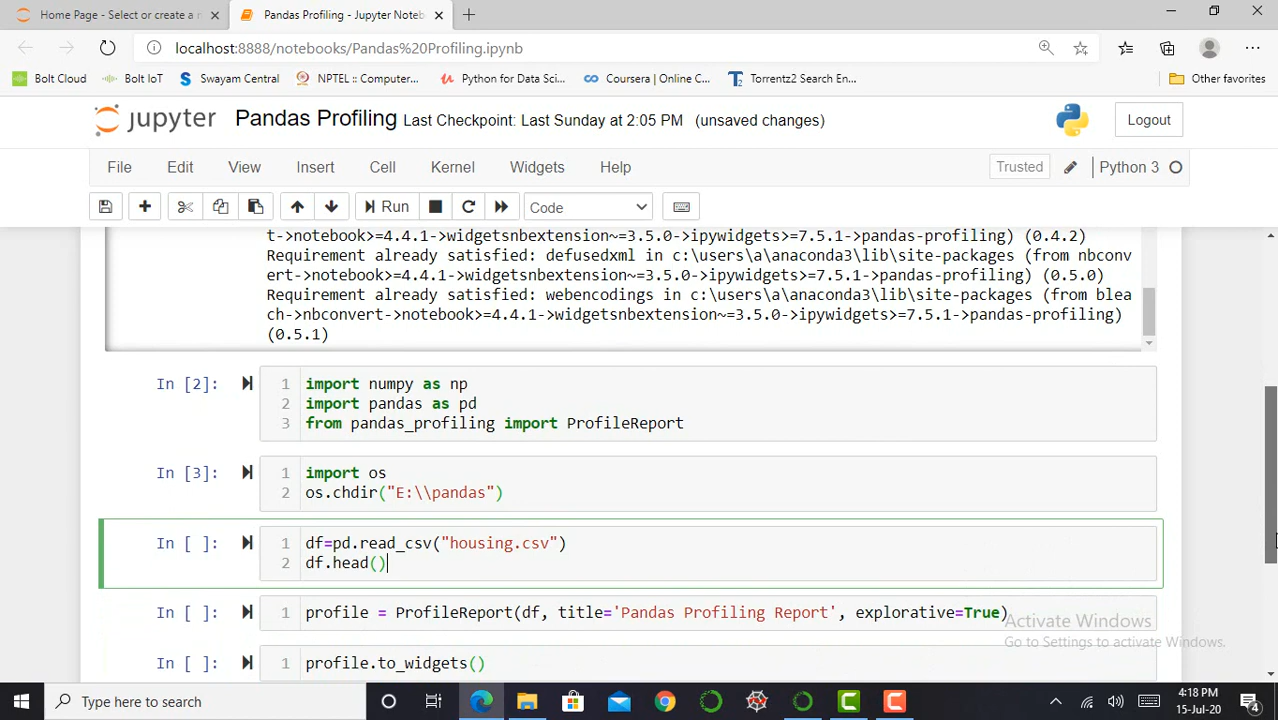 Home Page - Select or create a n
Pandas Profiling - Jupyter Noteb
localhost:8888/notebooks/Pandas%20Profiling.ipynb
Bolt Cloud
Bolt IoT
Swayam Central
NPTEL :: Computer...
Python for Data Sci...
Coursera | Online C...
Torrentz2 Search En...
Other favorites
jupyter Pandas Profiling Last Checkpoint: Last Sunday at 2:05 PM (unsaved changes)
Logout
File Edit View Insert Cell Kernel Widgets Help
Trusted
Python 3
Run
Code
t->notebook>=4.4.1->widgetsnbextension~=3.5.0->ipywidgets>=7.5.1->pandas-profiling) (0.4.2)
Requirement already satisfied: defusedxml in c:\users\a\anaconda3\lib\site-packages (from nbconv
ert->notebook>=4.4.1->widgetsnbextension~=3.5.0->ipywidgets>=7.5.1->pandas-profiling) (0.5.0)
Requirement already satisfied: webencodings in c:\users\a\anaconda3\lib\site-packages (from blea
ch->nbconvert->notebook>=4.4.1->widgetsnbextension~=3.5.0->ipywidgets>=7.5.1->pandas-profiling)
(0.5.1)
In [2]: 1 import numpy as np
2 import pandas as pd
3 from pandas_profiling import ProfileReport
In [3]: 1 import os
2 os.chdir("E:\\pandas")
In [ ]: 1 df=pd.read_csv("housing.csv")
2 df.head()
In [ ]: 1 profile = ProfileReport(df, title='Pandas Profiling Report', explorative=True)
Activate Windows
Go to Settings to activate Windows.
In [ ]: 1 profile.to_widgets()
Type here to search
4:18 PM
15-Jul-20
4